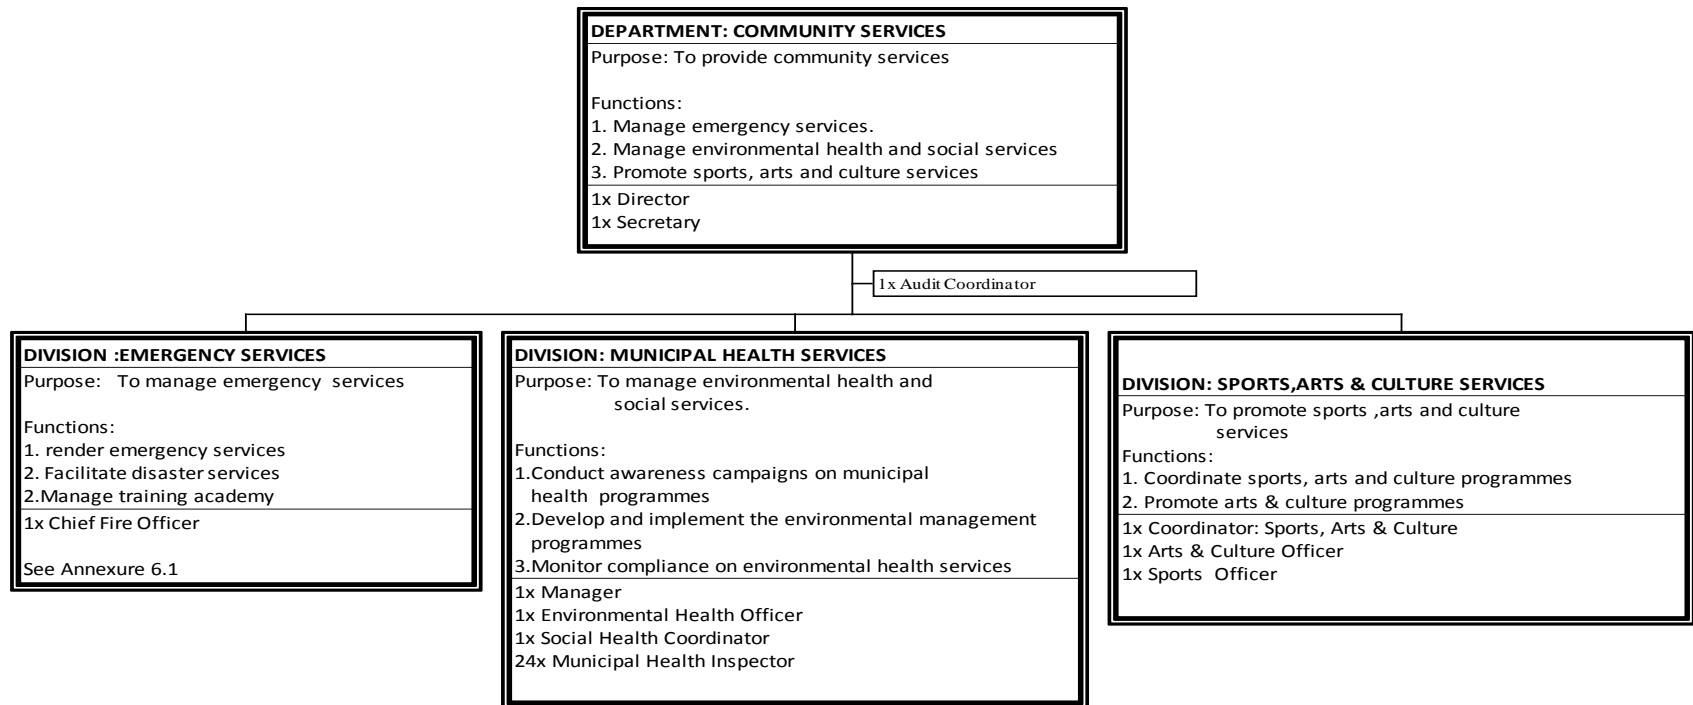 DEPARTMENT: COMMUNITY SERVICES
Purpose: To provide community services
Functions:
1. Manage emergency services.
2. Manage environmental health and social services
3. Promote sports, arts and culture services
1x Director
1x Secretary
1x Audit Coordinator
DIVISION :EMERGENCY SERVICES
Purpose: To manage emergency services
Functions:
1. render emergency services
2. Facilitate disaster services
2.Manage training academy
1x Chief Fire Officer
See Annexure 6.1
DIVISION: MUNICIPAL HEALTH SERVICES
Purpose: To manage environmental health and
social services.
Functions:
1.Conduct awareness campaigns on municipal
health programmes
2.Develop and implement the environmental management
programmes
3.Monitor compliance on environmental health services
1x Manager
1x Environmental Health Officer
1x Social Health Coordinator
24x Municipal Health Inspector
DIVISION: SPORTS,ARTS & CULTURE SERVICES
Purpose: To promote sports ,arts and culture
services
Functions:
1. Coordinate sports, arts and culture programmes
2. Promote arts & culture programmes
1x Coordinator: Sports, Arts & Culture
1x Arts & Culture Officer
1x Sports Officer